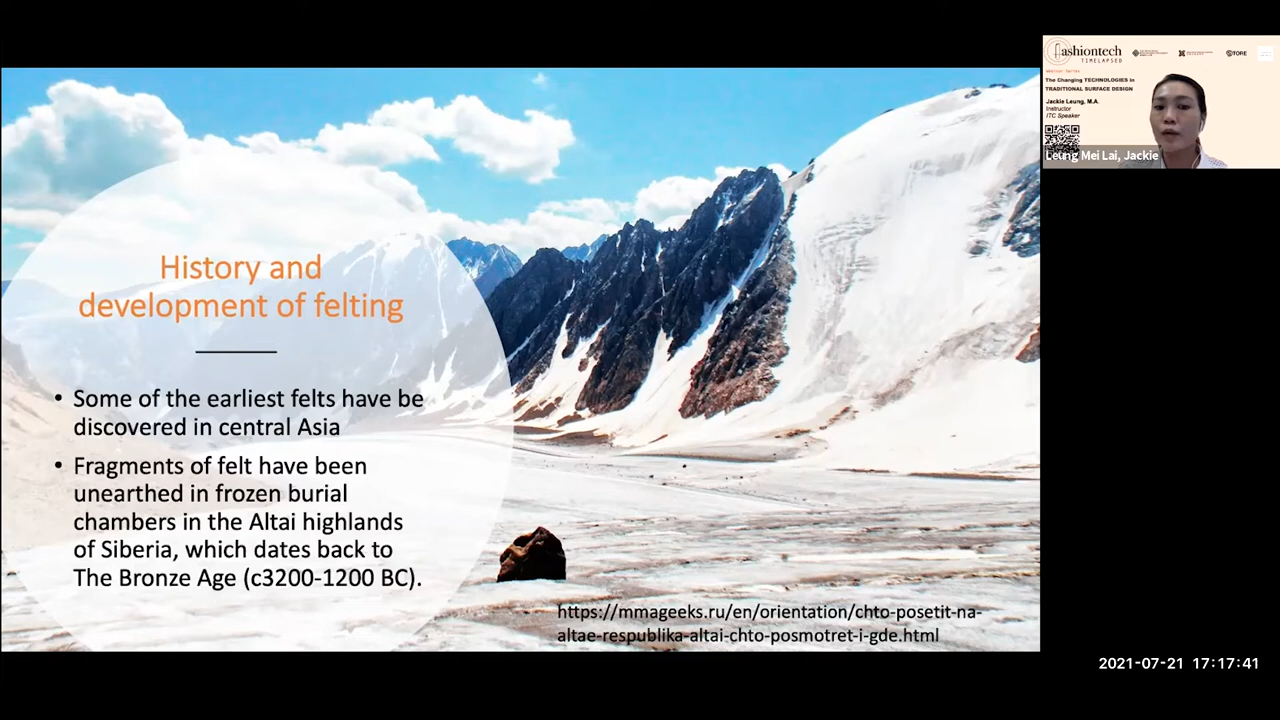 History and
development of felting
• Some of the earliest felts have be
discovered in central Asia
• Fragments of felt have been
unearthed in frozen burial
chambers in the Altai highlands
of Siberia, which dates back to
The Bronze Age (c3200-1200 BC).
https://mmageeks.ru/en/orientation/chto-posetit-na-
altae-respublika-altai-chto-posmotret-i-gde.html
fashiontech
TIMELAPSED
STORE
The Changing TECHNOLOGIES in
TRADITIONAL SURFACE DESIGN
Jackie Leung, M.A.
Instructor
ITC Speaker
Leung Mei Lai, Jackie
2021-07-21 17:17:41